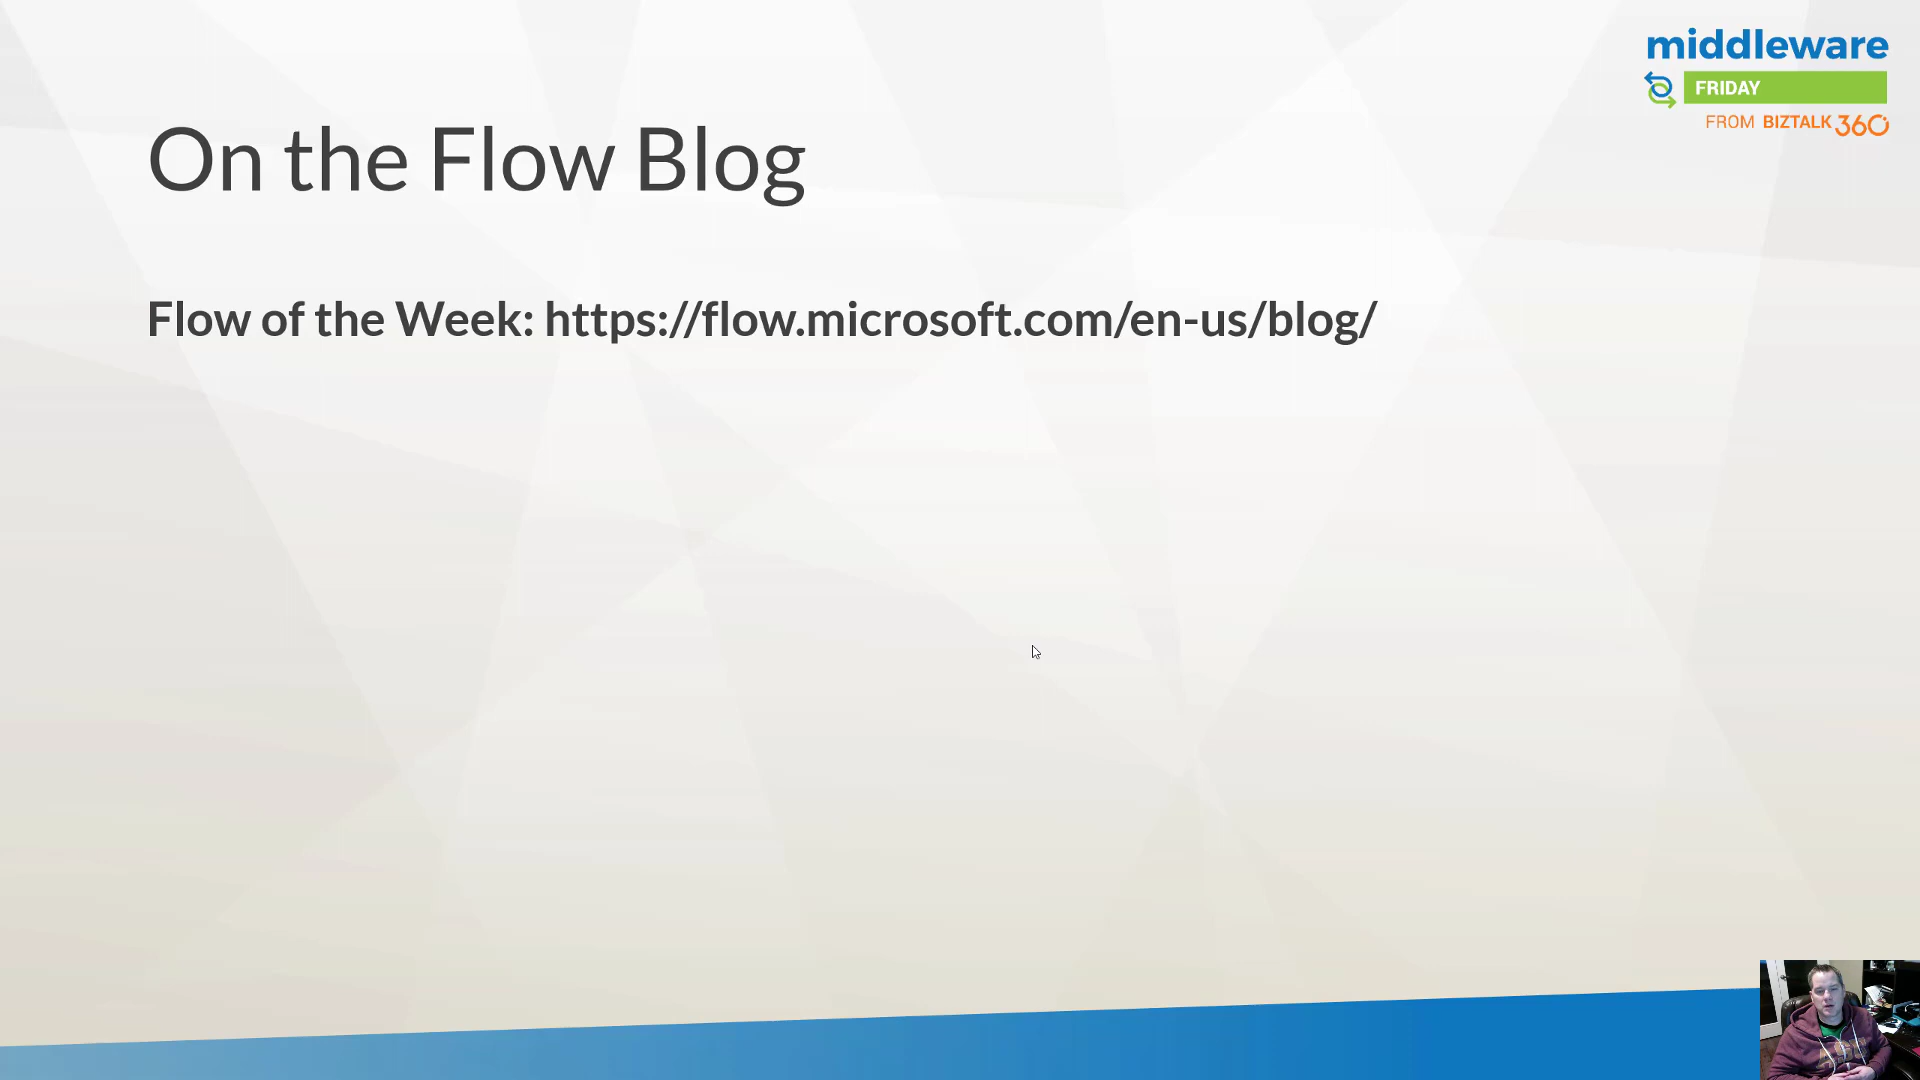 middleware
FRIDAY
FROM BIZTALK 360
On the Flow Blog
Flow of the Week: https://flow.microsoft.com/en-us/blog/